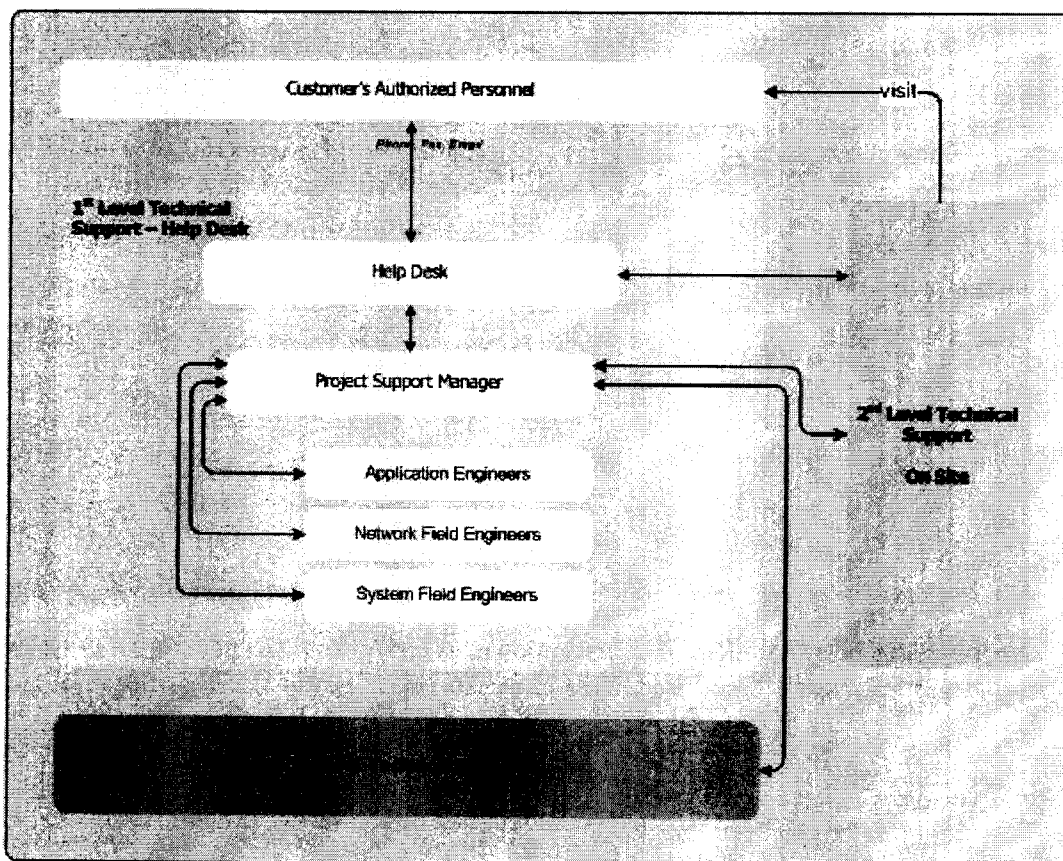 Customer's Authorized Personnel
visit
Phone, Fax, Email
1st Level Technical
Support – Help Desk
Help Desk
Project Support Manager
2nd Level Technical
Support
On Site
Application Engineers
Network Field Engineers
System Field Engineers